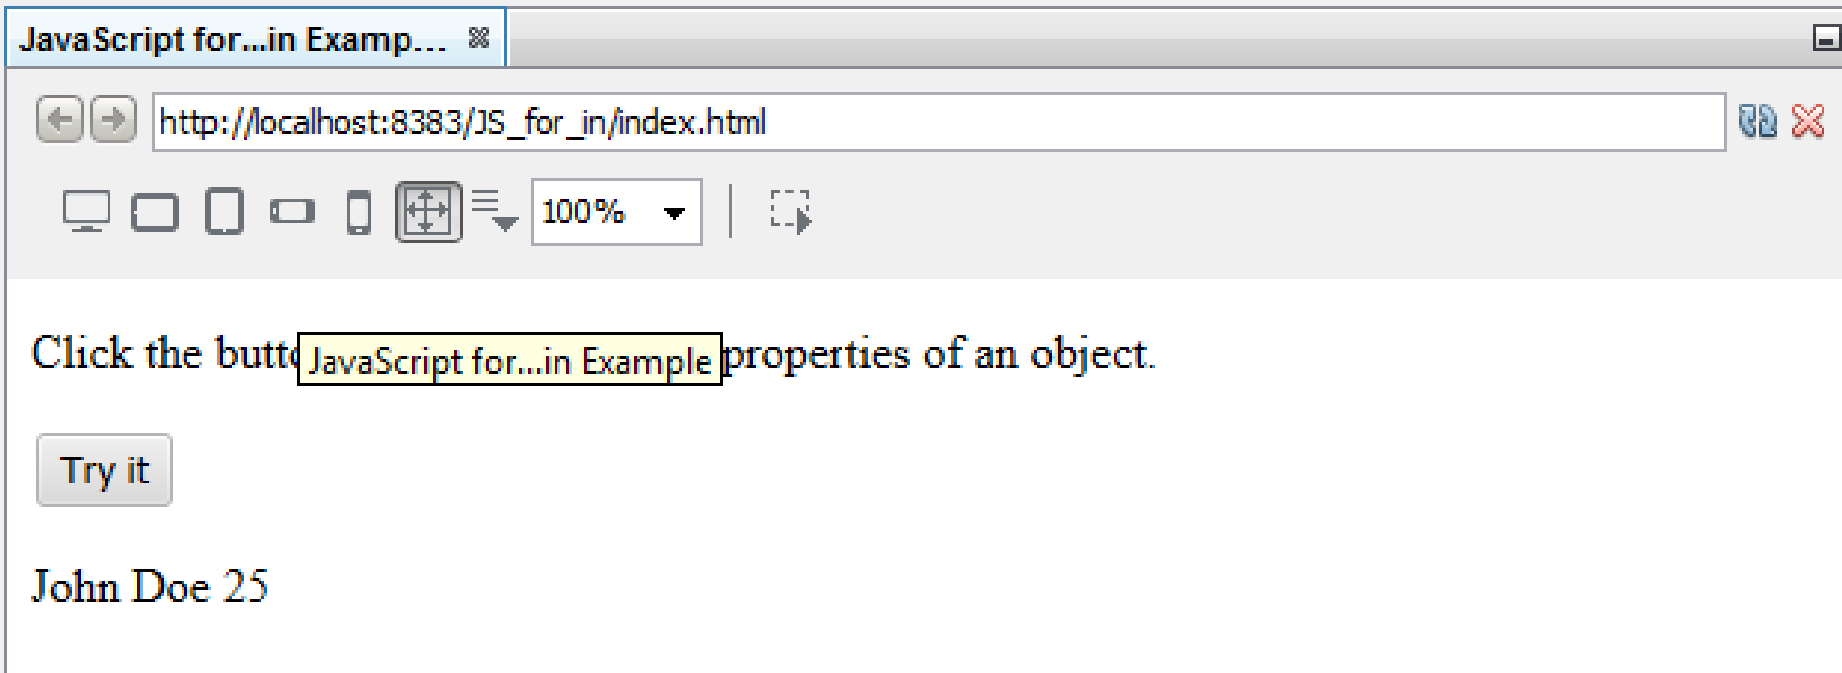 JavaScript for...in Examp...
http://localhost:8383/JS_for_in/index.html
100%
Click the properties of an object.
JavaScript for...in Example
Try it
John Doe 25